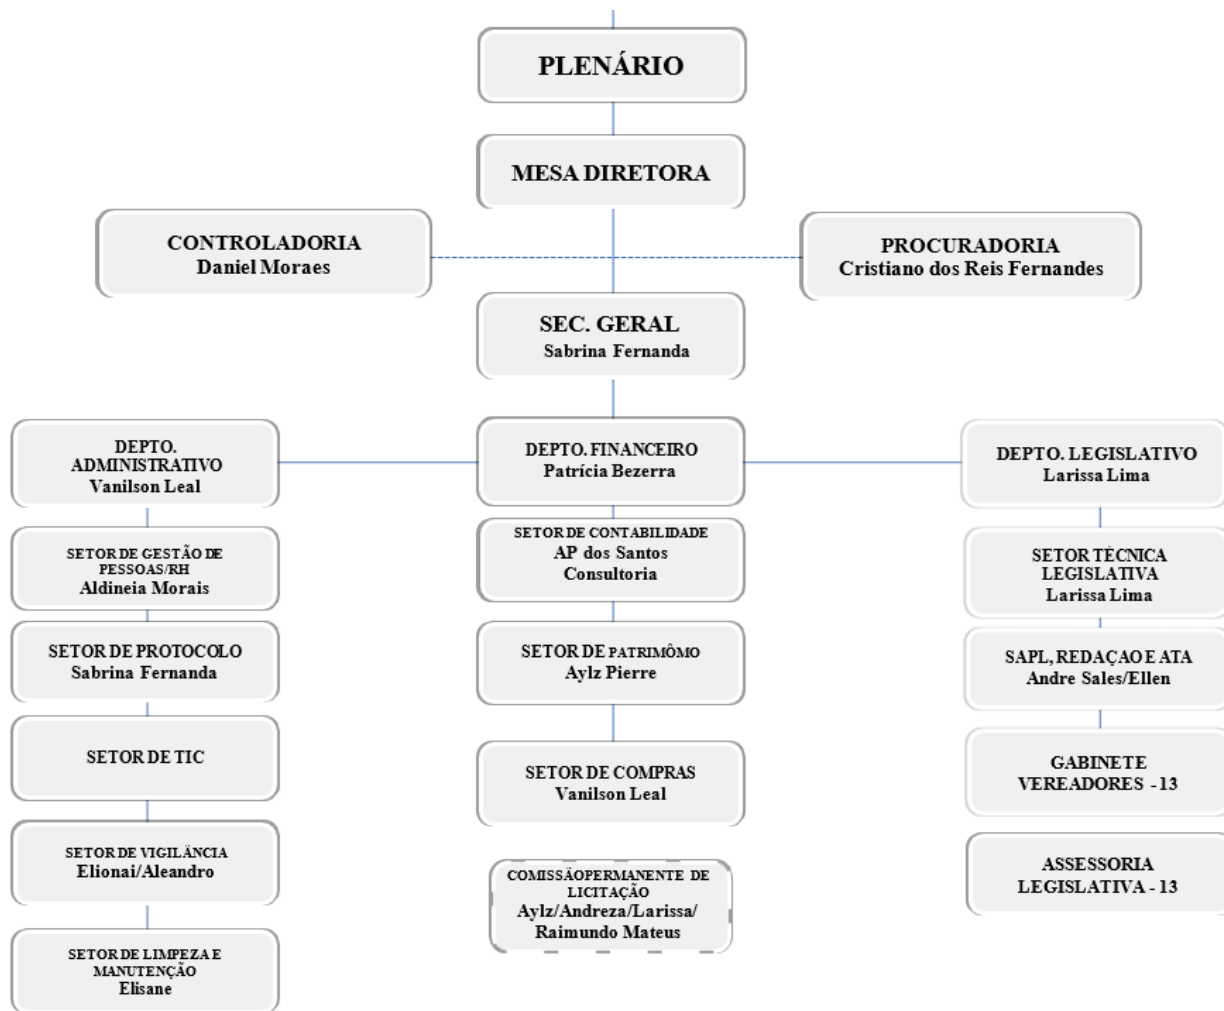 PLENÁRIO
MESA DIRETORA
CONTROLADORIA
Daniel Moraes
PROCURADORIA
Cristiano dos Reis Fernandes
SEC. GERAL
Sabrina Fernanda
DEPTO.
ADMINISTRATIVO
Vanilson Leal
SETOR DE GESTÃO DE
PESSOAS/RH
Aldineia Morais
SETOR DE PROTOCOLO
Sabrina Fernanda
SETOR DE TIC
SETOR DE VIGILÂNCIA
Elionai/Aleandro
SETOR DE LIMPEZA E
MANUTENÇÃO
Elisane
DEPTO. FINANCEIRO
Patrícia Bezerra
SETOR DE CONTABILIDADE
AP dos Santos
Consultoria
SETOR DE PATRIMÔMO
Aylz Pierre
SETOR DE COMPRAS
Vanilson Leal
COMISSÃOPERMANENTE DE
LICITAÇÃO
Aylz/Andreza/Larissa/
Raimundo Mateus
DEPTO. LEGISLATIVO
Larissa Lima
SETOR TÉCNICA
LEGISLATIVA
Larissa Lima
SAPL, REDAÇAO E ATA
Andre Sales/Ellen
GABINETE
VEREADORES - 13
ASSESSORIA
LEGISLATIVA - 13